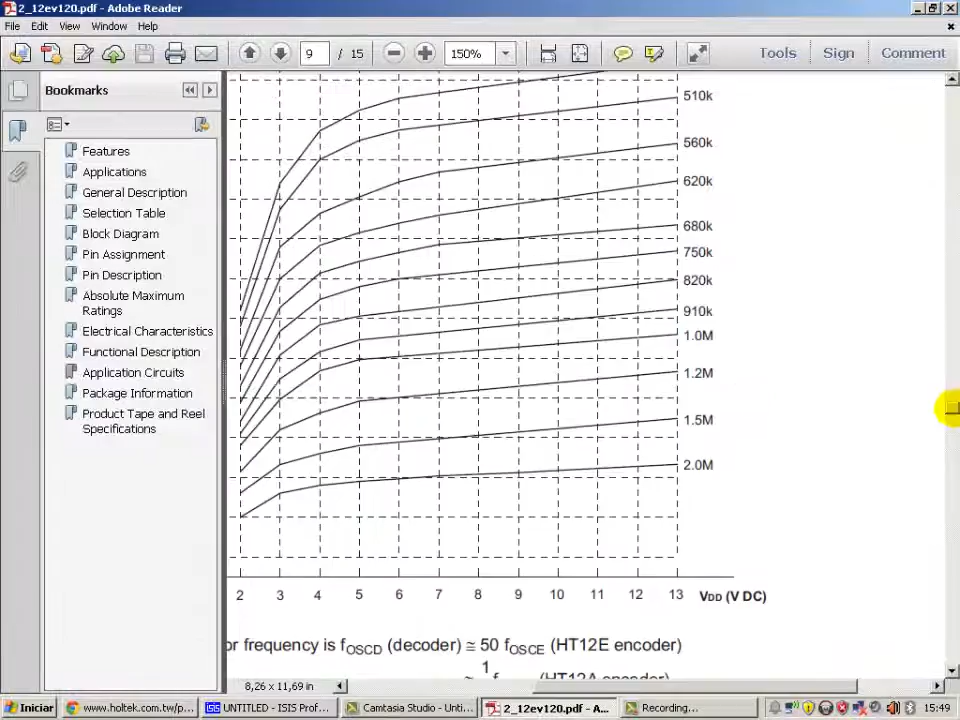 2_12ev120.pdf - Adobe Reader
File Edit View Window Help
9 / 15 150% Tools Sign Comment
Bookmarks
Features
Applications
General Description
Selection Table
Block Diagram
Pin Assignment
Pin Description
Absolute Maximum
Ratings
Electrical Characteristics
Functional Description
Application Circuits
Package Information
Product Tape and Reel
Specifications
510k
560k
620k
680k
750k
820k
910k
1.0M
1.2M
1.5M
2.0M
2 3 4 5 6 7 8 9 10 11 12 13 VDD (V DC)
or frequency is fOSCD (decoder) ≅ 50 fOSCE (HT12E encoder)
≅ 1 f (HT12A encoder)
8,26 x 11,69 in
Iniciar www.holtek.com.tw/p... UNTITLED - ISIS Prof... Camtasia Studio - Unti... 2_12ev120.pdf - A... Recording... 15:49